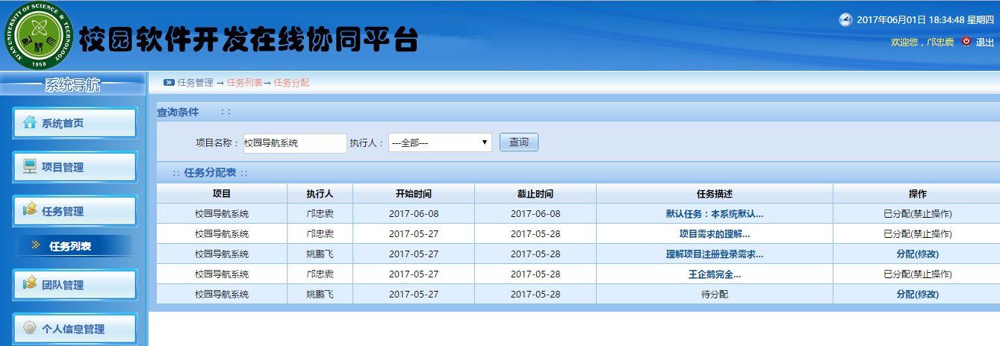 XI'AN UNIVERSITY OF SCIENCE & TECHNOLOGY
1958
校园软件开发在线协同平台
2017年06月01日 18:34:48 星期四
欢迎您，邝忠震 退出
系统导航
任务管理 → 任务列表→ 任务分配
系统首页
项目管理
任务管理
任务列表
团队管理
个人信息管理
查询条件 ::
项目名称： 校园导航系统 执行人： ---全部--- 查询
:: 任务分配表 ::
项目 执行人 开始时间 截止时间 任务描述 操作
校园导航系统 邝忠震 2017-06-08 2017-06-08 默认任务：本系统默认... 已分配(禁止操作)
校园导航系统 邝忠震 2017-05-27 2017-05-28 项目需求的理解... 已分配(禁止操作)
校园导航系统 姚鹏飞 2017-05-27 2017-05-28 理解项目注册登录需求... 分配(修改)
校园导航系统 邝忠震 2017-05-27 2017-05-28 王企鹅完全... 已分配(禁止操作)
校园导航系统 姚鹏飞 2017-05-27 2017-05-28 待分配 分配(修改)